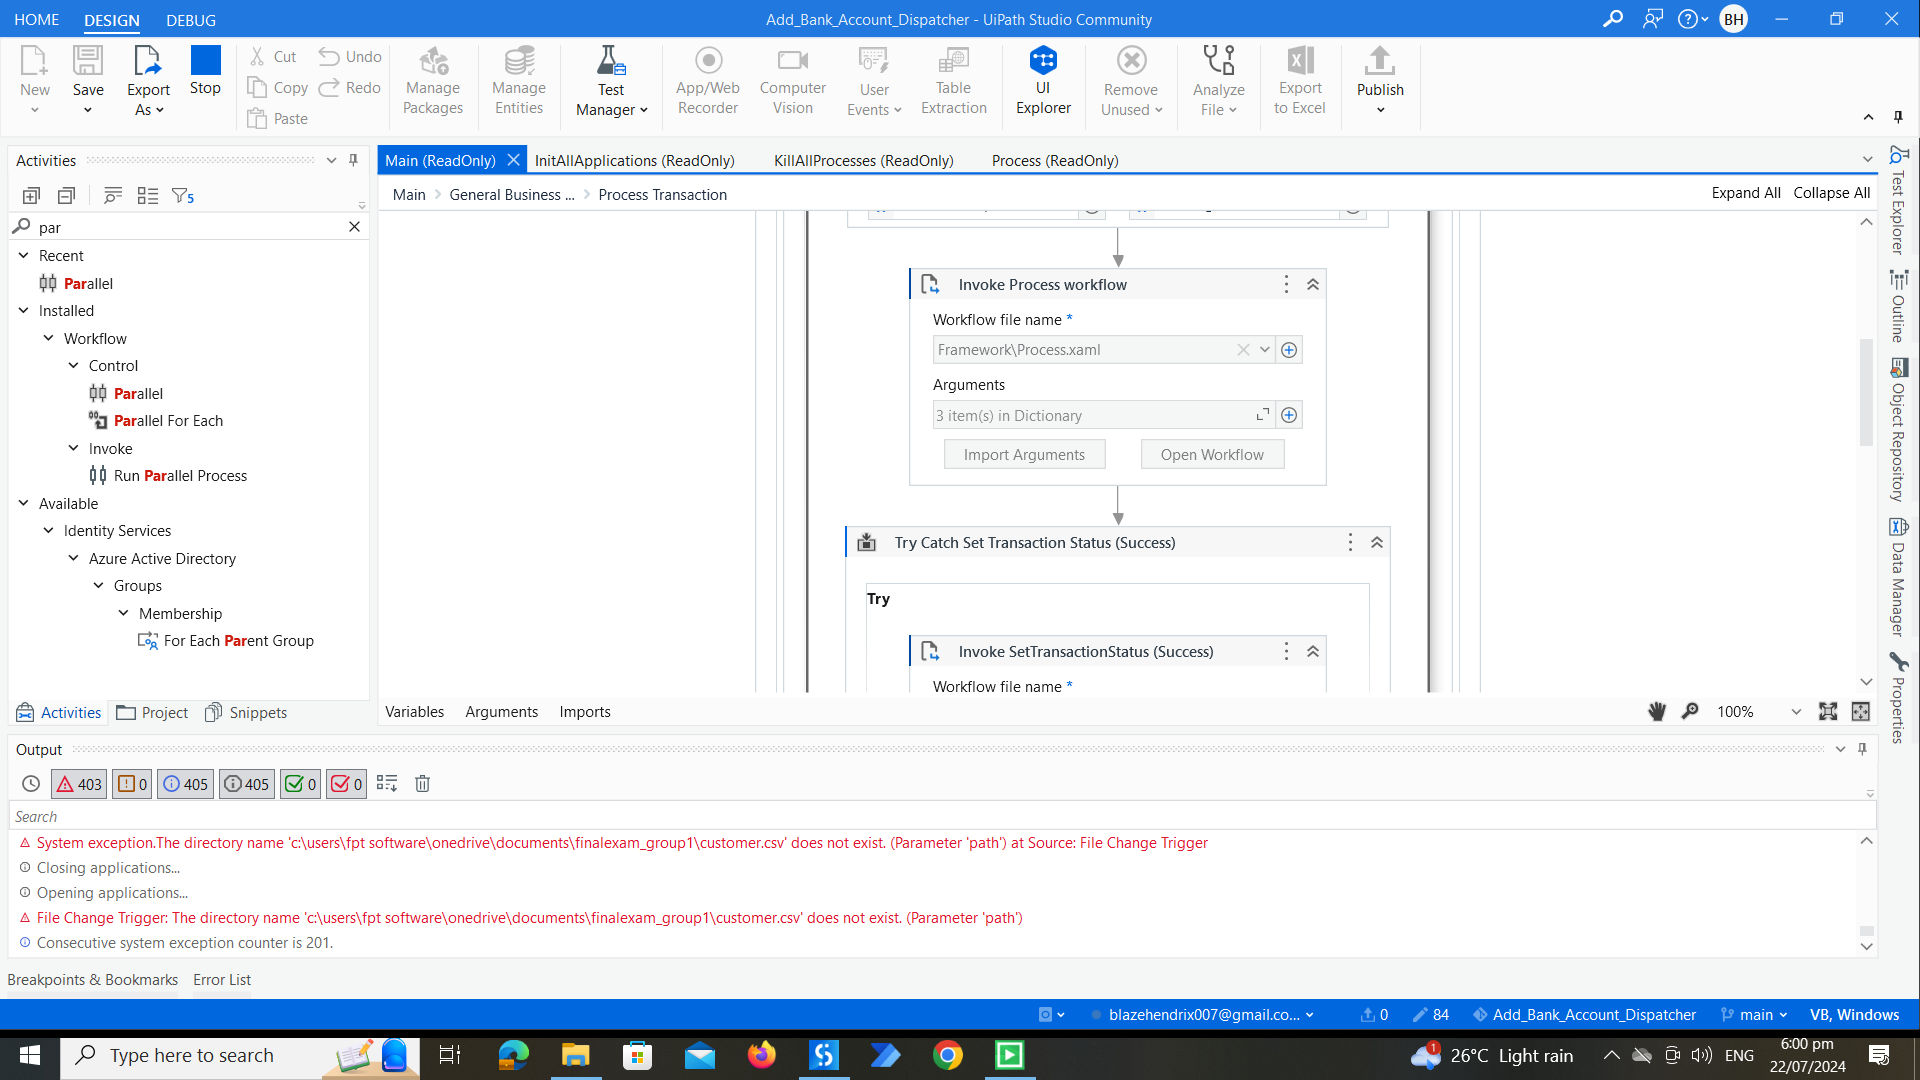 HOME DESIGN DEBUG
Add_Bank_Account_Dispatcher - UiPath Studio Community
BH
New
Save
Export As
Stop
Cut
Copy
Paste
Undo
Redo
Manage Packages
Manage Entities
Test Manager
App/Web Recorder
Computer Vision
User Events
Table Extraction
UI Explorer
Remove Unused
Analyze File
Export to Excel
Publish
Activities
5
par
Recent
Parallel
Installed
Workflow
Control
Parallel
Parallel For Each
Invoke
Run Parallel Process
Available
Identity Services
Azure Active Directory
Groups
Membership
For Each Parent Group
Activities Project Snippets
Main (ReadOnly) InitAllApplications (ReadOnly) KillAllProcesses (ReadOnly) Process (ReadOnly)
Main General Business ... Process Transaction
Expand All Collapse All
Invoke Process workflow
Workflow file name *
Framework\Process.xaml
Arguments
3 item(s) in Dictionary
Import Arguments Open Workflow
Try Catch Set Transaction Status (Success)
Try
Invoke SetTransactionStatus (Success)
Workflow file name *
Variables Arguments Imports
100%
Test Explorer
Outline
Object Repository
Data Manager
Properties
Output
403 0 405 405 0 0
Search
System exception.The directory name 'c:\users\fpt software\onedrive\documents\finalexam_group1\customer.csv' does not exist. (Parameter 'path') at Source: File Change Trigger
Closing applications...
Opening applications...
File Change Trigger: The directory name 'c:\users\fpt software\onedrive\documents\finalexam_group1\customer.csv' does not exist. (Parameter 'path')
Consecutive system exception counter is 201.
Breakpoints & Bookmarks Error List
blazehendrix007@gmail.co... 0 84 Add_Bank_Account_Dispatcher main VB, Windows
Type here to search
1
26°C Light rain
ENG
6:00 pm
22/07/2024